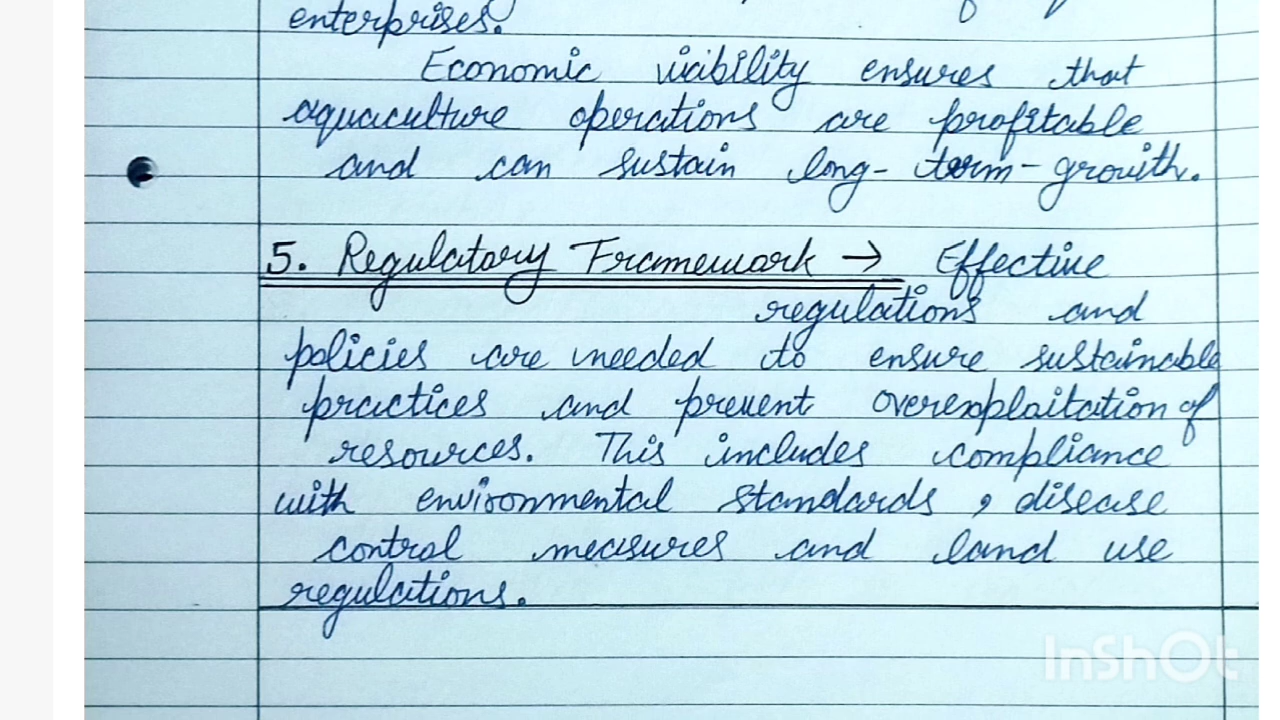 enterprises.
Economic viability ensures that
aquaculture operations are profitable
and can sustain long-term-growth.
5. Regulatory Framework → Effective
regulations and
policies are needed to ensure sustainable
practices and prevent overexploitation of
resources. This includes compliance
with environmental standards, disease
control measures and land use
regulations.
InShOt